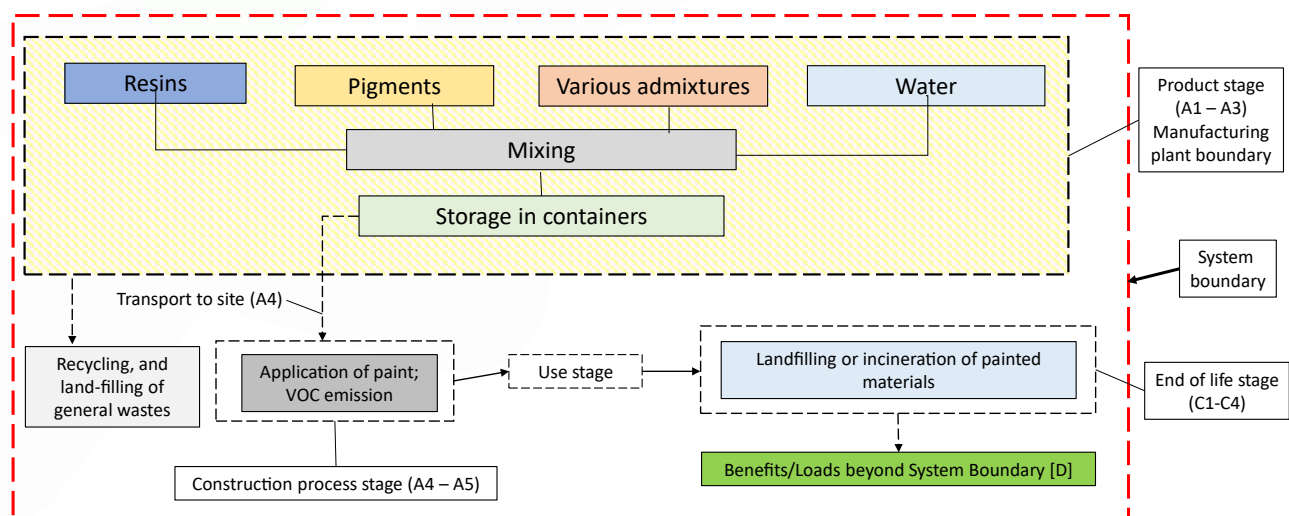 Resins
Pigments
Various admixtures
Water
Mixing
Storage in containers
Product stage
(A1 – A3)
Manufacturing
plant boundary
System
boundary
Transport to site (A4)
Recycling, and
land-filling of
general wastes
Application of paint;
VOC emission
Use stage
Landfilling or incineration of painted
materials
End of life stage
(C1-C4)
Construction process stage (A4 – A5)
Benefits/Loads beyond System Boundary [D]